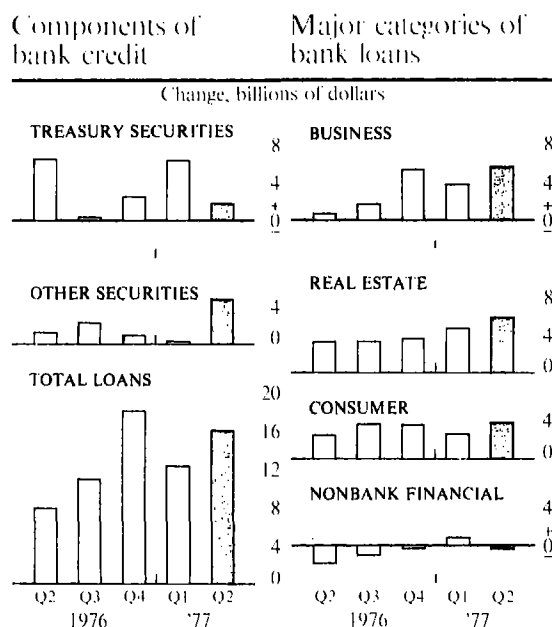 Components of
bank credit
Major categories of
bank loans
Change, billions of dollars
TREASURY SECURITIES
8
4
+
0
−
OTHER SECURITIES
4
0
TOTAL LOANS
20
16
12
8
4
0
Q2 Q3 Q4 Q1 Q2
1976 '77
BUSINESS
8
4
+
0
−
REAL ESTATE
8
4
0
CONSUMER
4
0
NONBANK FINANCIAL
4
+
0
−
Q2 Q3 Q4 Q1 Q2
1976 '77